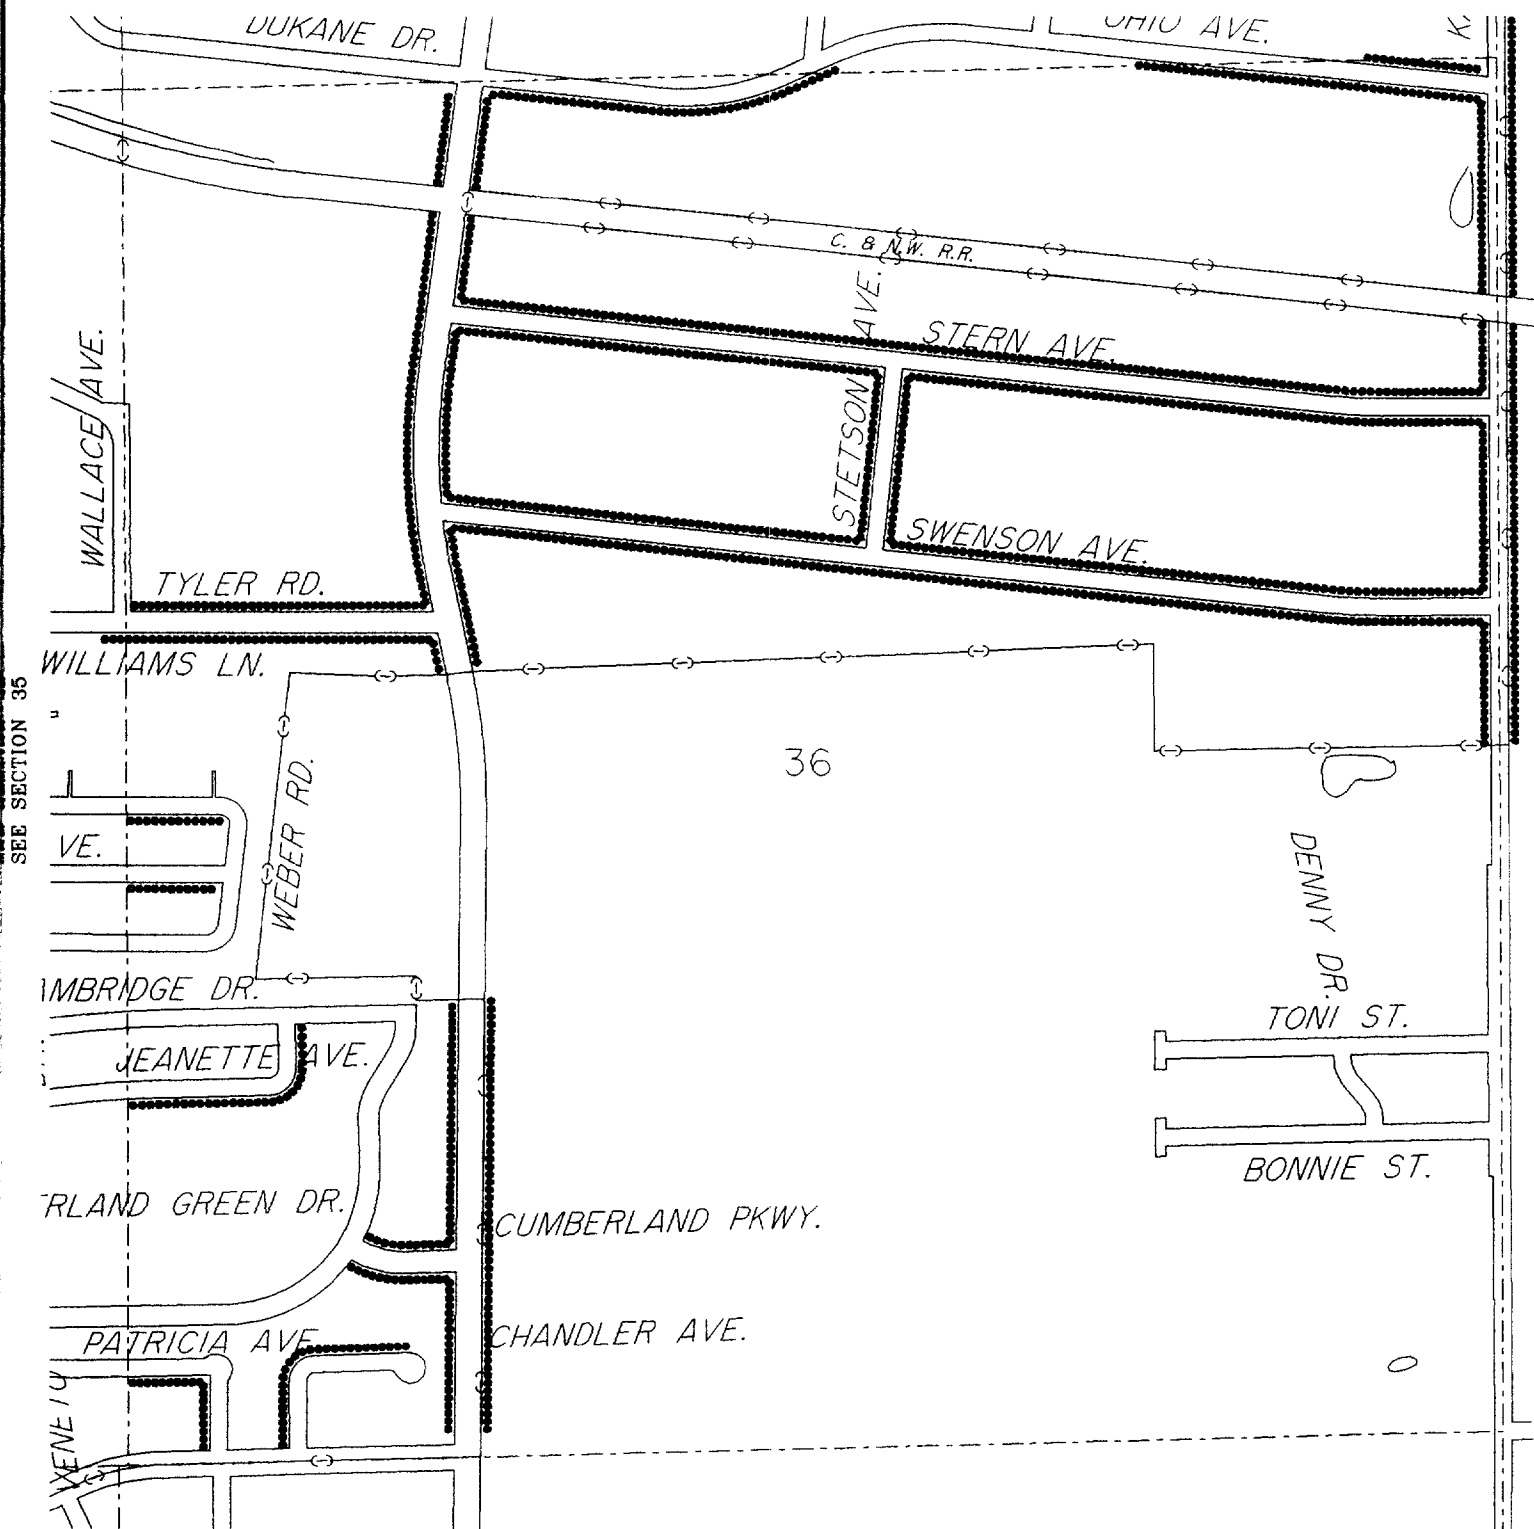 DUKANE DR.
OHIO AVE.
C. & N.W. R.R.
STERN AVE.
STETSON AVE.
WALLACE AVE.
SWENSON AVE.
TYLER RD.
WILLIAMS LN.
SEE SECTION 35
36
WEBER RD.
VE.
DENNY DR.
AMBRIDGE DR.
TONI ST.
JEANETTE AVE.
BONNIE ST.
RLAND GREEN DR.
CUMBERLAND PKWY.
CHANDLER AVE.
PATRICIA AVE